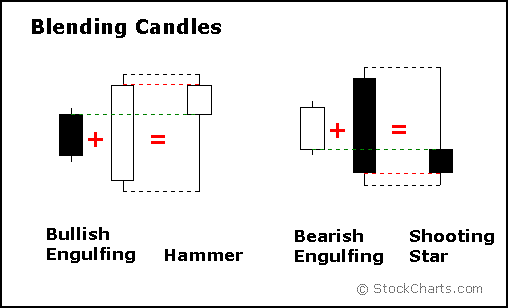 Blending Candles
+ =
+ =
Bullish
Engulfing
Hammer
Bearish
Engulfing
Shooting
Star
© StockCharts.com